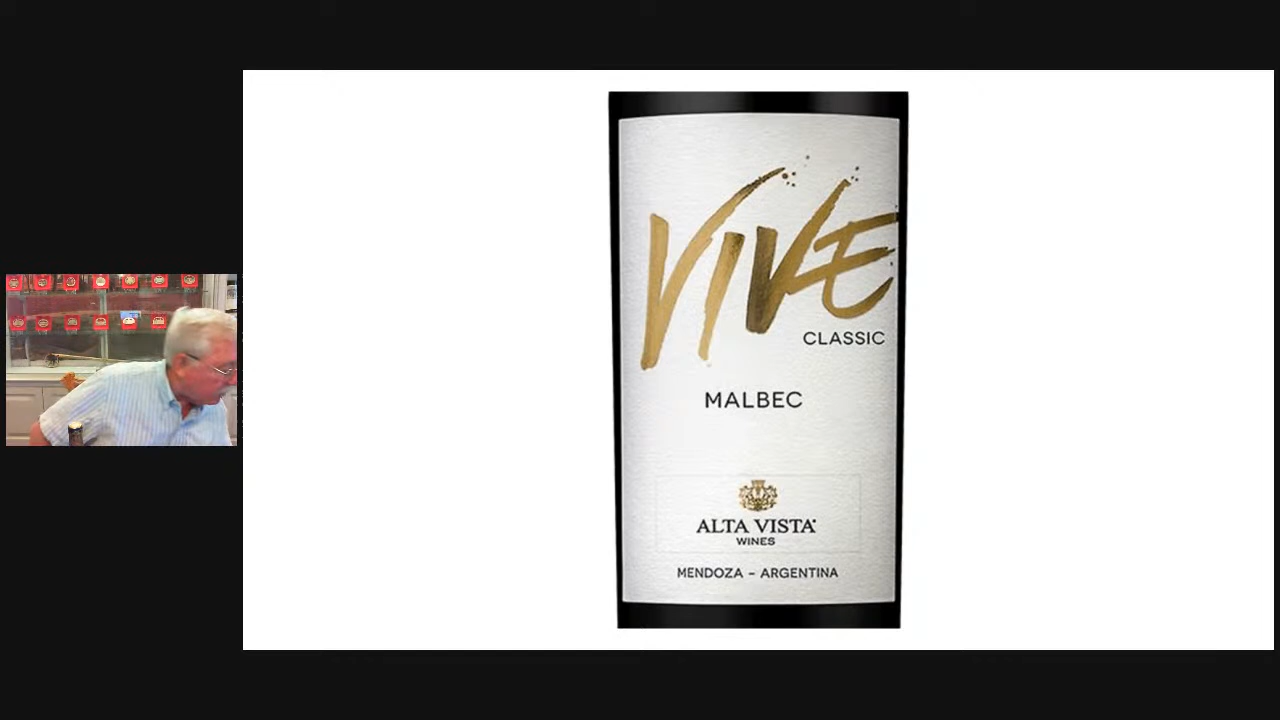 VIVE
CLASSIC
MALBEC
ALTA VISTA
WINES
MENDOZA - ARGENTINA